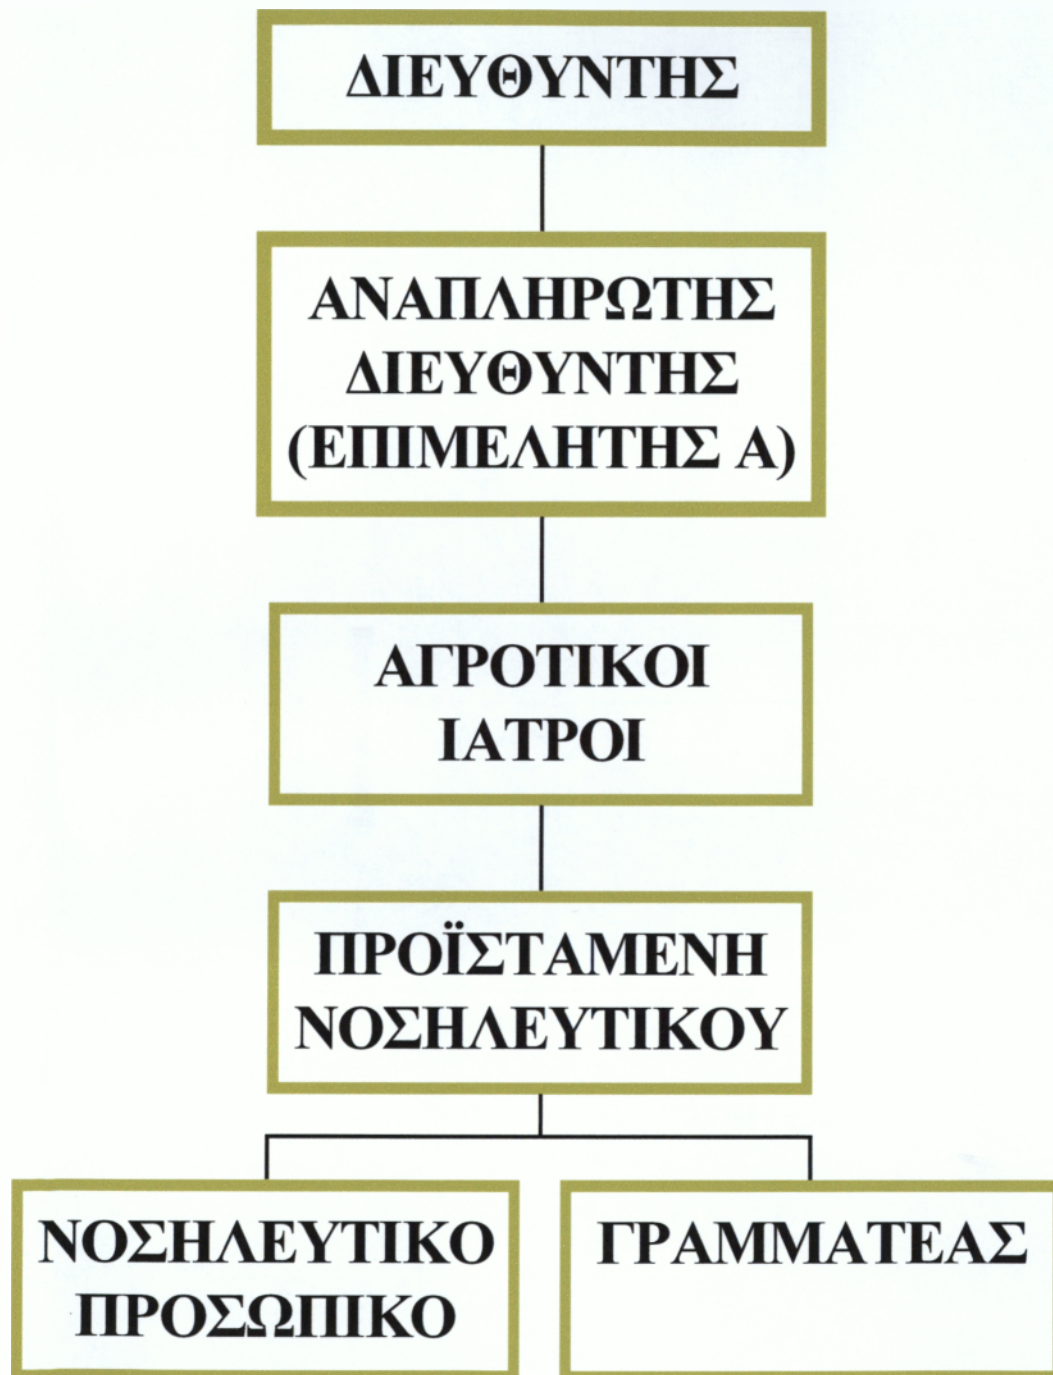 ΔΙΕΥΘΥΝΤΗΣ
ΑΝΑΠΛΗΡΩΤΗΣ
ΔΙΕΥΘΥΝΤΗΣ
(ΕΠΙΜΕΛΗΤΗΣ Α)
ΑΓΡΟΤΙΚΟΙ
ΙΑΤΡΟΙ
ΠΡΟΪΣΤΑΜΕΝΗ
ΝΟΣΗΛΕΥΤΙΚΟΥ
ΝΟΣΗΛΕΥΤΙΚΟ
ΠΡΟΣΩΠΙΚΟ
ΓΡΑΜΜΑΤΕΑΣ